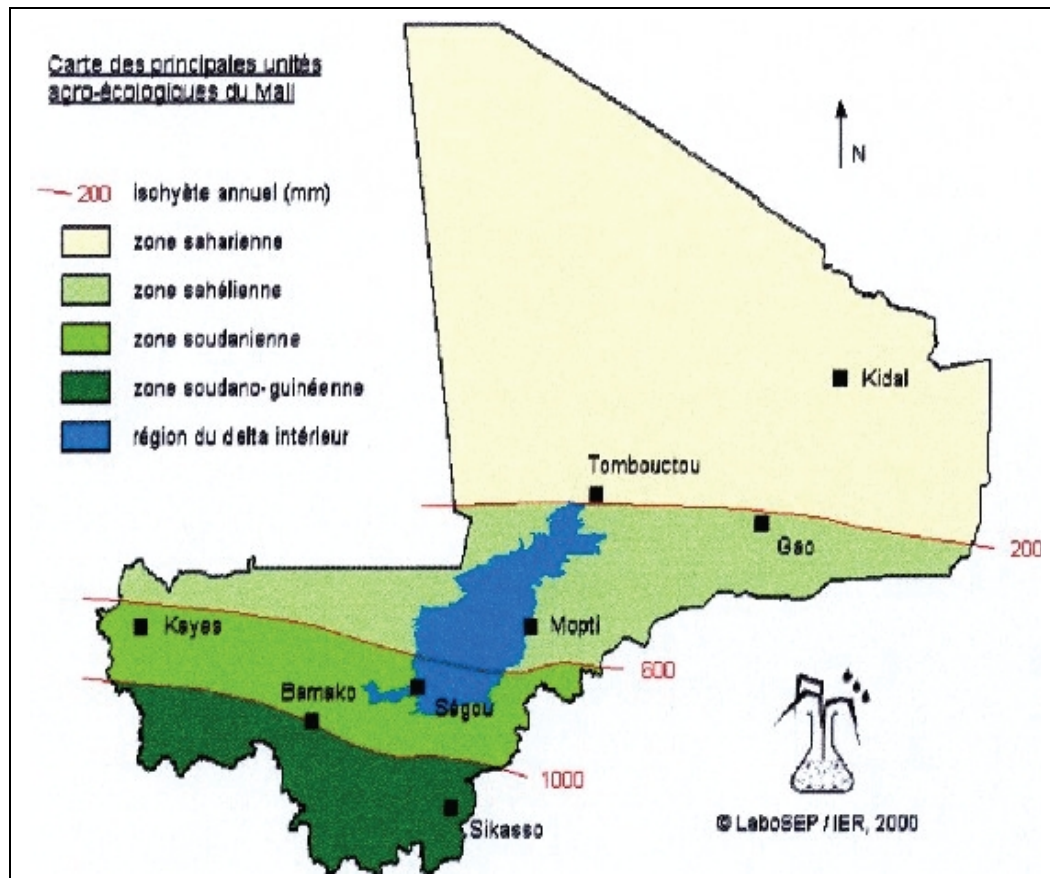 Carte des principales unités
agro-écologiques du Mali
N
200 isohyète annuel (mm)
zone saharienne
zone sahélienne
zone soudanienne
zone soudano-guinéenne
région du delta intérieur
Kidal
Tombouctou
Gao
200
Kayes
Mopti
600
Bamako
Ségou
1000
Sikasso
© LaboSEP / IER, 2000